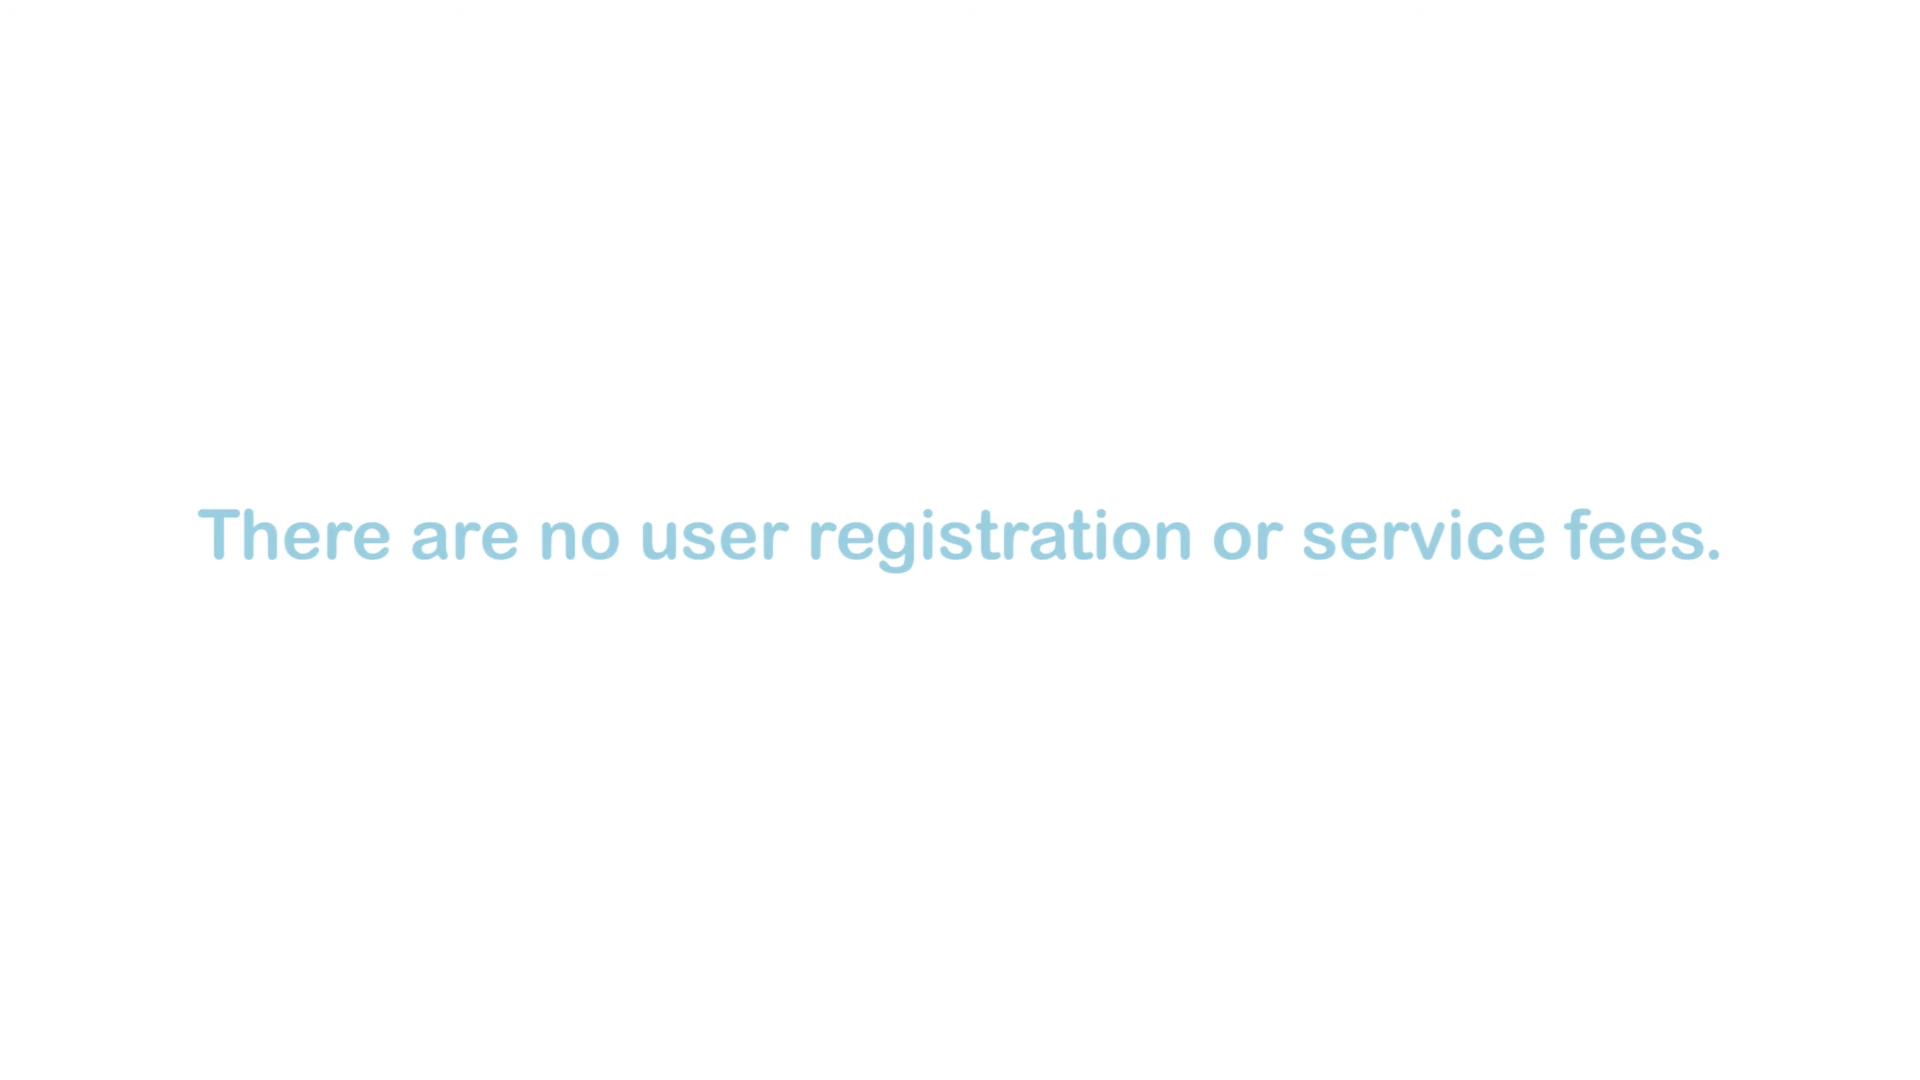 There are no user registration or service fees.